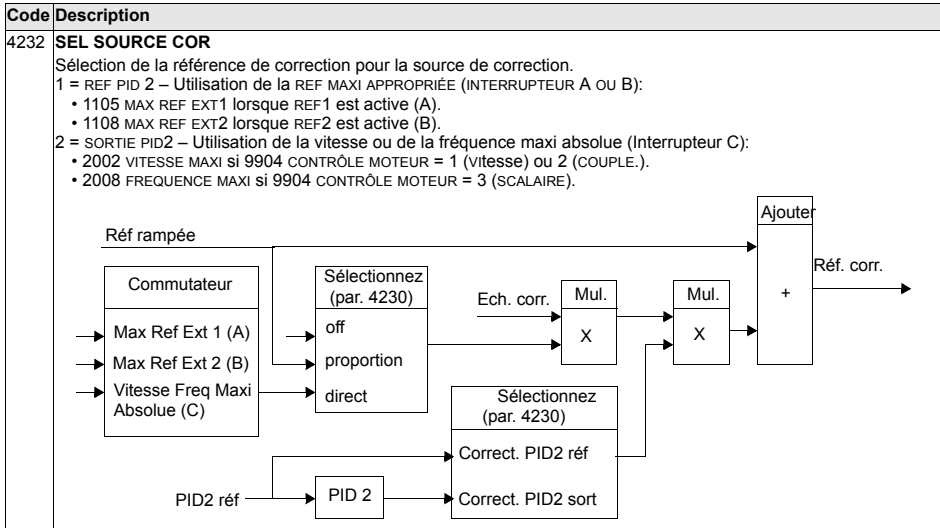 Code Description
4232 SEL SOURCE COR
Sélection de la référence de correction pour la source de correction.
1 = REF PID 2 – Utilisation de la REF MAXI APPROPRIÉE (INTERRUPTEUR A OU B):
• 1105 MAX REF EXT1 lorsque REF1 est active (A).
• 1108 MAX REF EXT2 lorsque REF2 est active (B).
2 = SORTIE PID2 – Utilisation de la vitesse ou de la fréquence maxi absolue (Interrupteur C):
• 2002 VITESSE MAXI si 9904 CONTRÔLE MOTEUR = 1 (vitesse) ou 2 (COUPLE.).
• 2008 FREQUENCE MAXI si 9904 CONTRÔLE MOTEUR = 3 (SCALAIRE).
Ajouter
Réf rampée
Réf. corr.
Commutateur
Sélectionnez
(par. 4230)
Ech. corr.
Mul.
Mul.
+
Max Ref Ext 1 (A)
off
X
X
Max Ref Ext 2 (B)
proportion
Vitesse Freq Maxi
Absolue (C)
direct
Sélectionnez
(par. 4230)
Correct. PID2 réf
PID2 réf
PID 2
Correct. PID2 sort